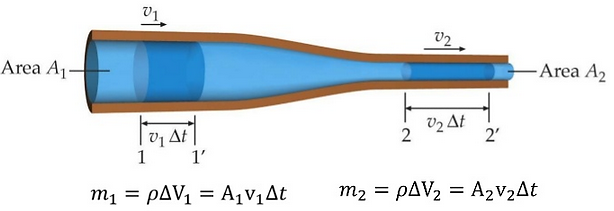 v₁
v₂
Area A₁
Area A₂
v₁ Δt
v₂ Δt
1 1′
2 2′
m₁ = ρΔV₁ = A₁v₁Δt
m₂ = ρΔV₂ = A₂v₂Δt